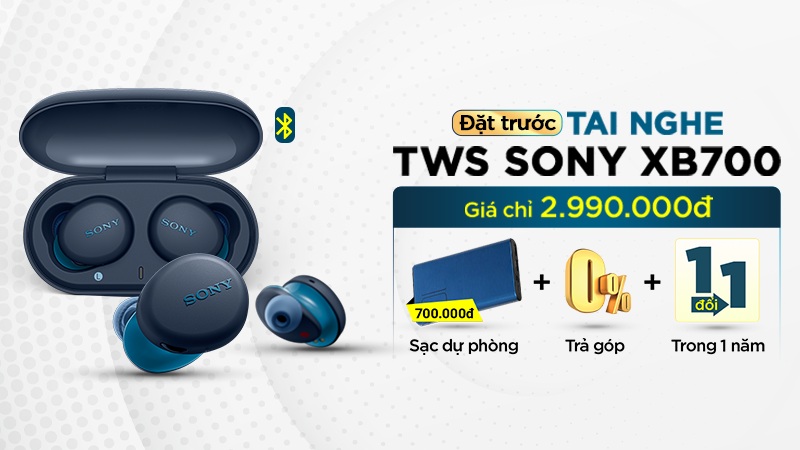 Đặt trước TAI NGHE
TWS SONY XB700
Giá chỉ 2.990.000đ
SONY SONY
L
SONY
700.000đ
+ 0% + 1 đổi 1
Sạc dự phòng
Trả góp
Trong 1 năm